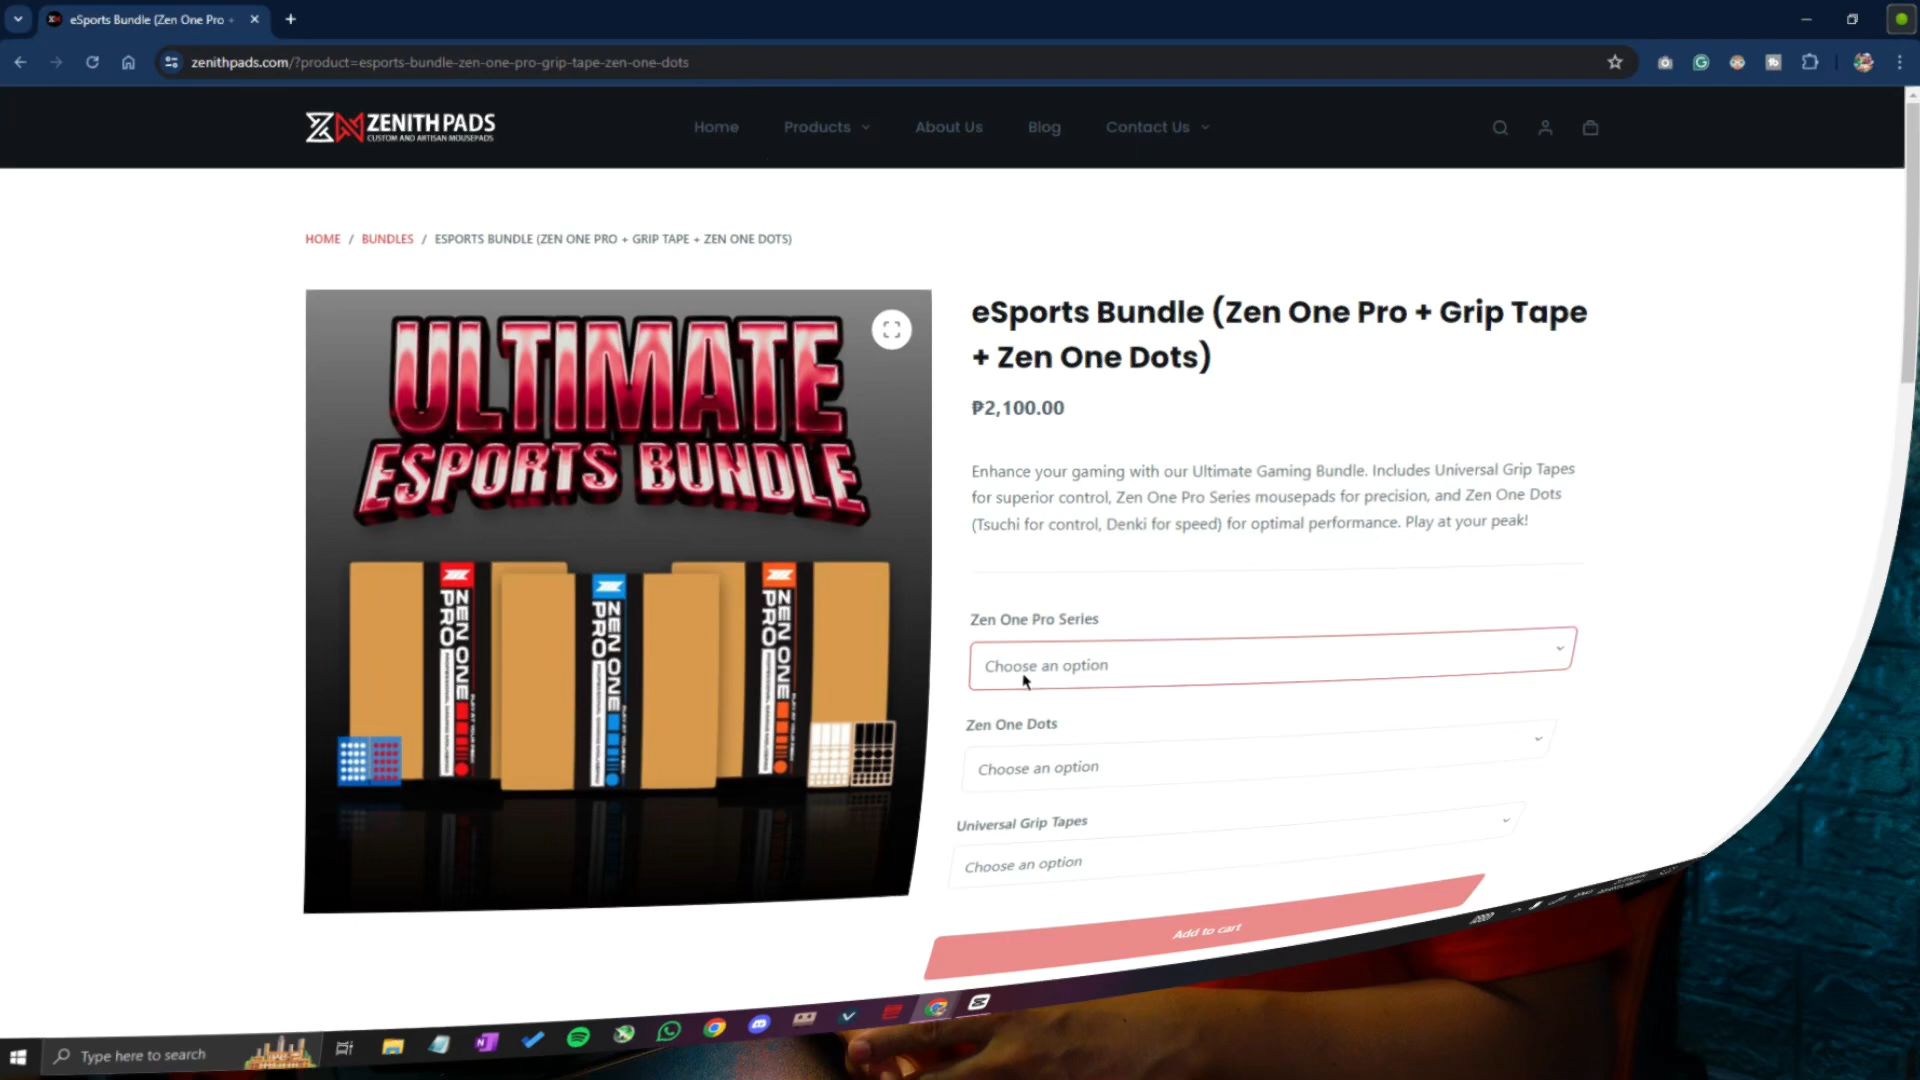 eSports Bundle (Zen One Pro +
zenithpads.com/?product=esports-bundle-zen-one-pro-grip-tape-zen-one-dots
ZENITH PADS
CUSTOM AND ARTISAN MOUSEPADS
Home
Products
About Us
Blog
Contact Us
HOME / BUNDLES / ESPORTS BUNDLE (ZEN ONE PRO + GRIP TAPE + ZEN ONE DOTS)
ULTIMATE
ESPORTS BUNDLE
ZEN ONE
PRO
ZEN ONE
PRO
ZEN ONE
PRO
eSports Bundle (Zen One Pro + Grip Tape
+ Zen One Dots)
₱2,100.00
Enhance your gaming with our Ultimate Gaming Bundle. Includes Universal Grip Tapes
for superior control, Zen One Pro Series mousepads for precision, and Zen One Dots
(Tsuchi for control, Denki for speed) for optimal performance. Play at your peak!
Zen One Pro Series
Choose an option
Zen One Dots
Choose an option
Universal Grip Tapes
Choose an option
Add to cart
Type here to search